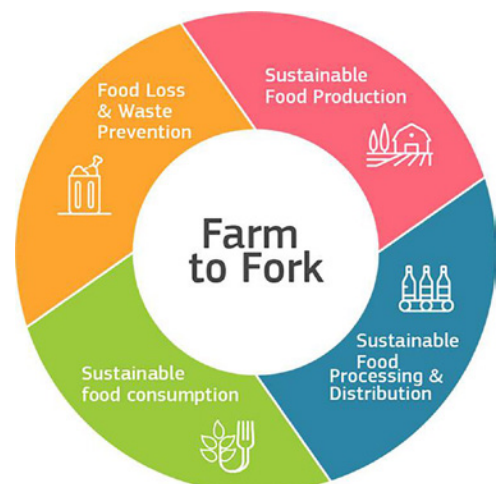 Farm
to Fork
Sustainable
Food Production
Sustainable
Food
Processing &
Distribution
Sustainable
food consumption
Food Loss
& Waste
Prevention